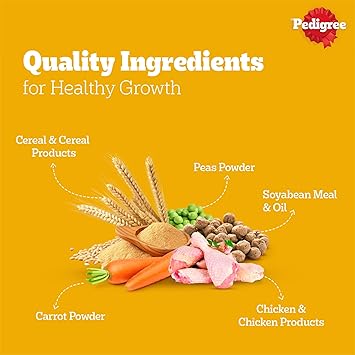 Pedigree
Quality Ingredients
for Healthy Growth
Cereal & Cereal
Products
Peas Powder
Soyabean Meal
& Oil
Carrot Powder
Chicken &
Chicken Products